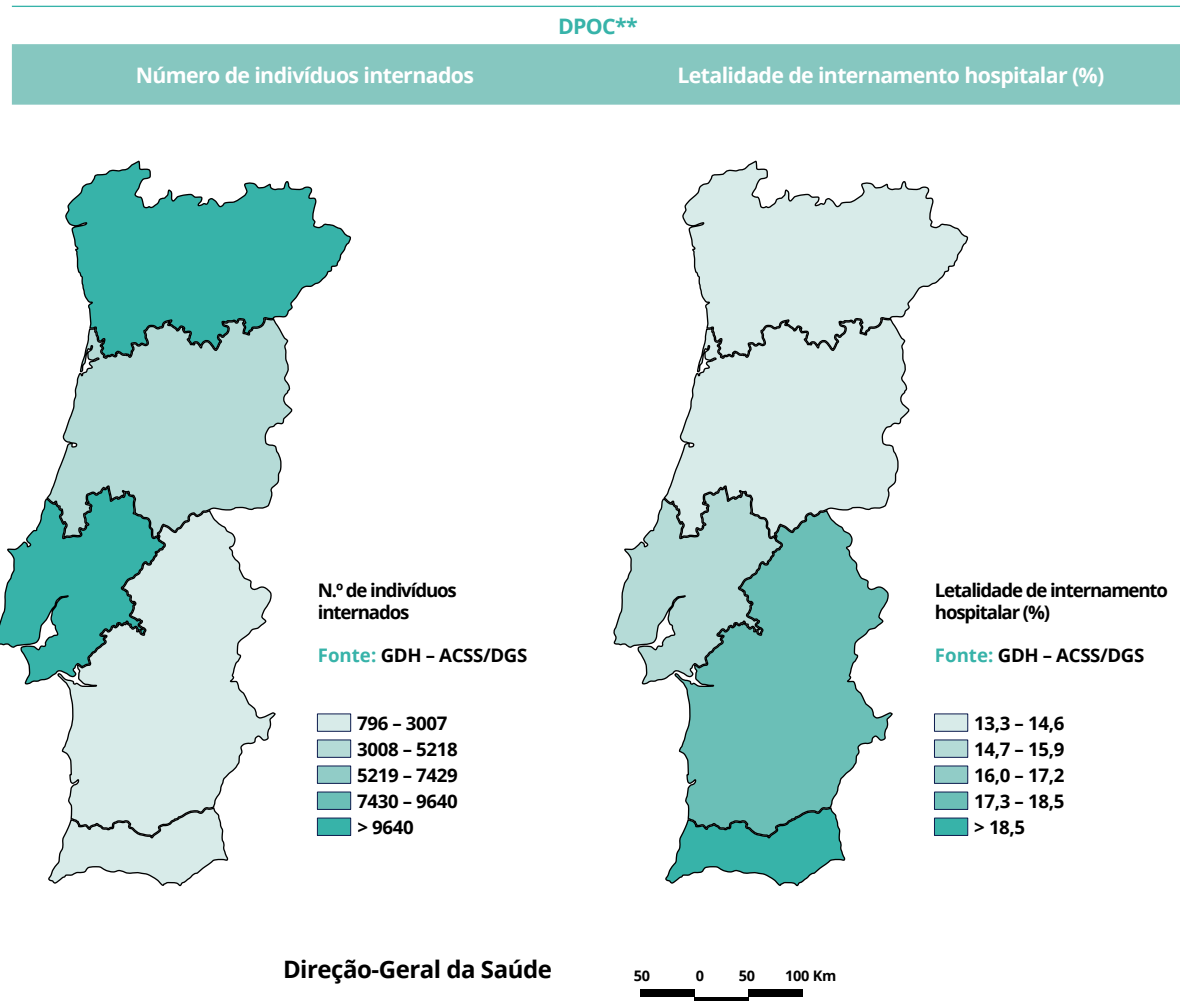 DPOC**
Número de indivíduos internados
Letalidade de internamento hospitalar (%)
N.º de indivíduos
internados
Fonte: GDH – ACSS/DGS
796 – 3007
3008 – 5218
5219 – 7429
7430 – 9640
> 9640
Letalidade de internamento
hospitalar (%)
Fonte: GDH – ACSS/DGS
13,3 – 14,6
14,7 – 15,9
16,0 – 17,2
17,3 – 18,5
> 18,5
Direção-Geral da Saúde
50 0 50 100 Km